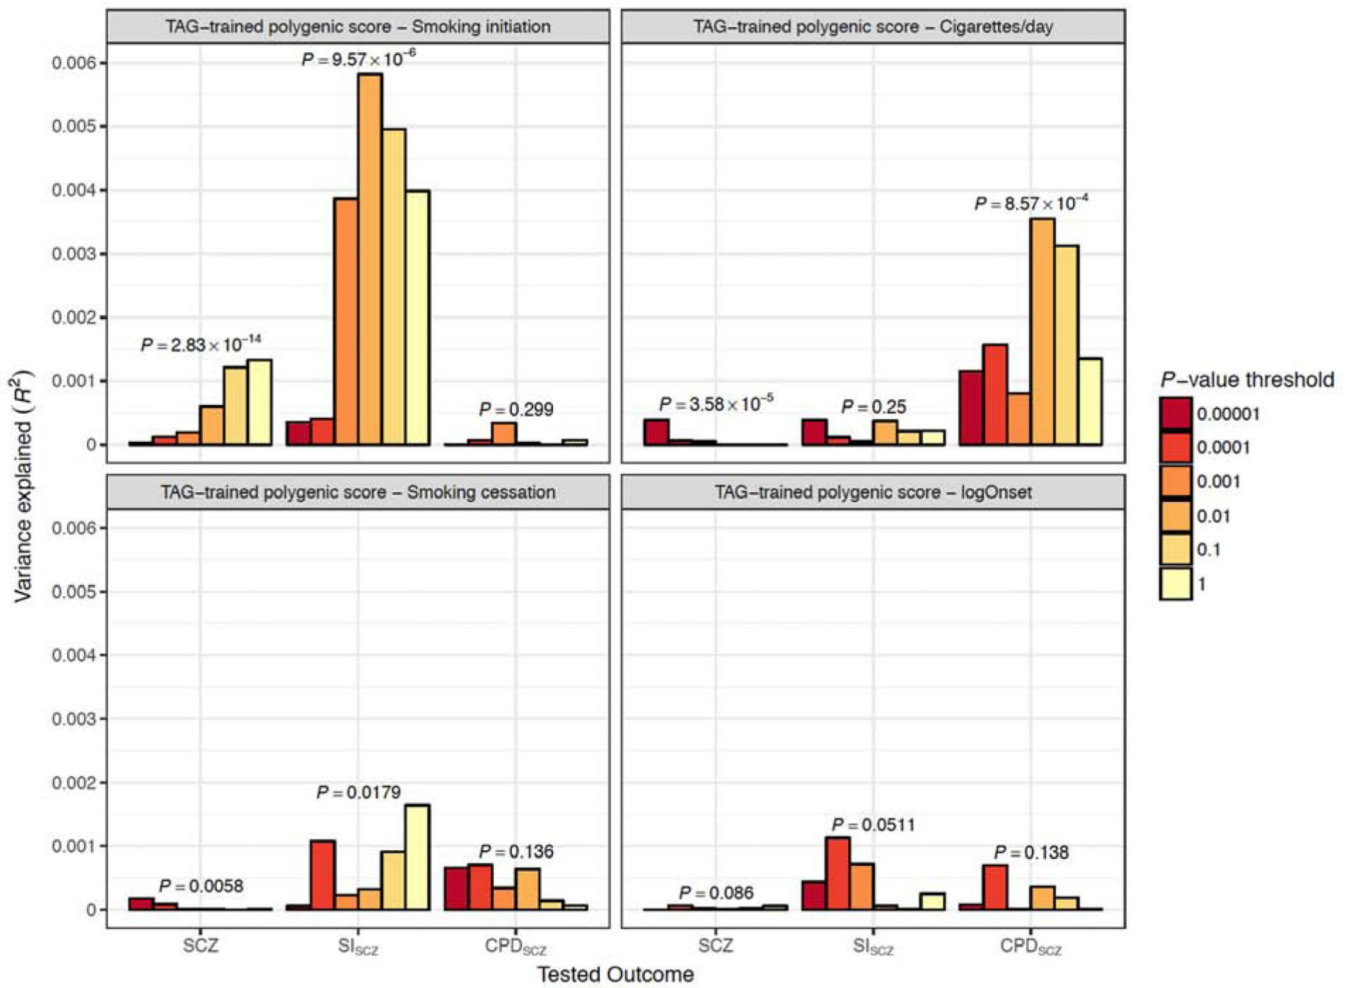 TAG−trained polygenic score − Smoking initiation
TAG−trained polygenic score − Cigarettes/day
0.006
0.005
0.004
0.003
0.002
0.001
0
P = 2.83 × 10⁻¹⁴
P = 9.57 × 10⁻⁶
P = 0.299
P = 3.58 × 10⁻⁵
P = 0.25
P = 8.57 × 10⁻⁴
TAG−trained polygenic score − Smoking cessation
TAG−trained polygenic score − logOnset
0.006
0.005
0.004
0.003
0.002
0.001
0
P = 0.0058
P = 0.0179
P = 0.136
P = 0.086
P = 0.0511
P = 0.138
SCZ
SI_SCZ
CPD_SCZ
SCZ
SI_SCZ
CPD_SCZ
Tested Outcome
Variance explained (R²)
P−value threshold
0.00001
0.0001
0.001
0.01
0.1
1